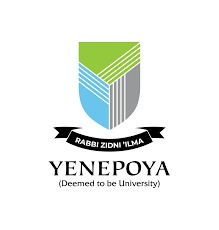 RABBI ZIDNI 'ILMA
YENEPOYA
(Deemed to be University)